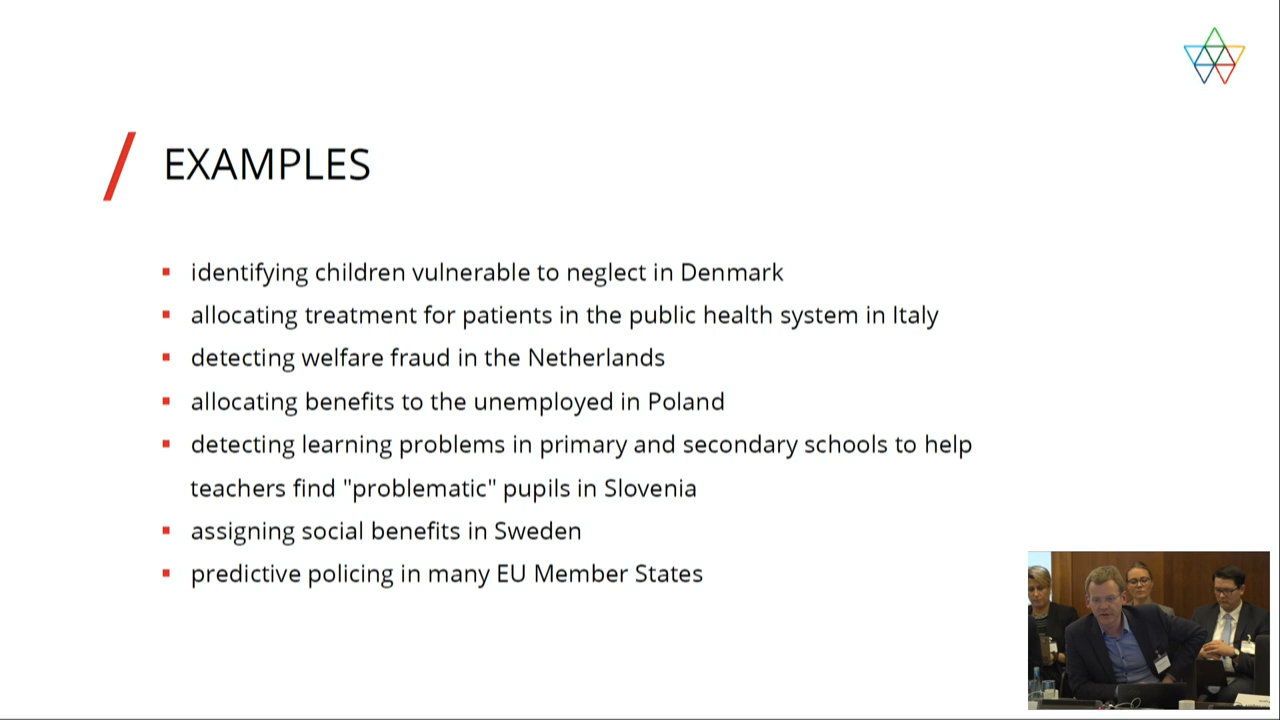 EXAMPLES
▪ identifying children vulnerable to neglect in Denmark
▪ allocating treatment for patients in the public health system in Italy
▪ detecting welfare fraud in the Netherlands
▪ allocating benefits to the unemployed in Poland
▪ detecting learning problems in primary and secondary schools to help
teachers find "problematic" pupils in Slovenia
▪ assigning social benefits in Sweden
▪ predictive policing in many EU Member States